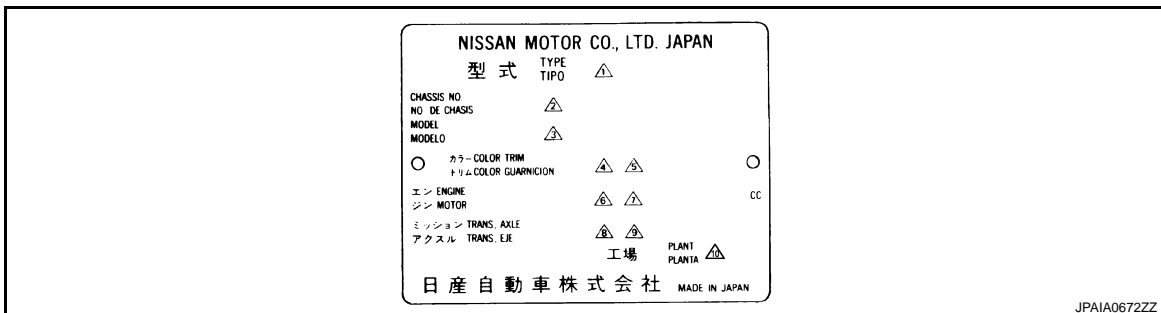 NISSAN MOTOR CO., LTD. JAPAN
型式 TYPE 1
TIPO
CHASSIS NO. 2
NO DE CHASIS
MODEL 3
MODELO
カラー COLOR TRIM 4 5
トリム COLOR GUARNICION
エン ENGINE 6 7 CC
ジン MOTOR
ミッション TRANS. AXLE 8 9
アクスル TRANS. EJE
工場 PLANT 10
PLANTA
日産自動車株式会社 MADE IN JAPAN
JPAIA0672ZZ